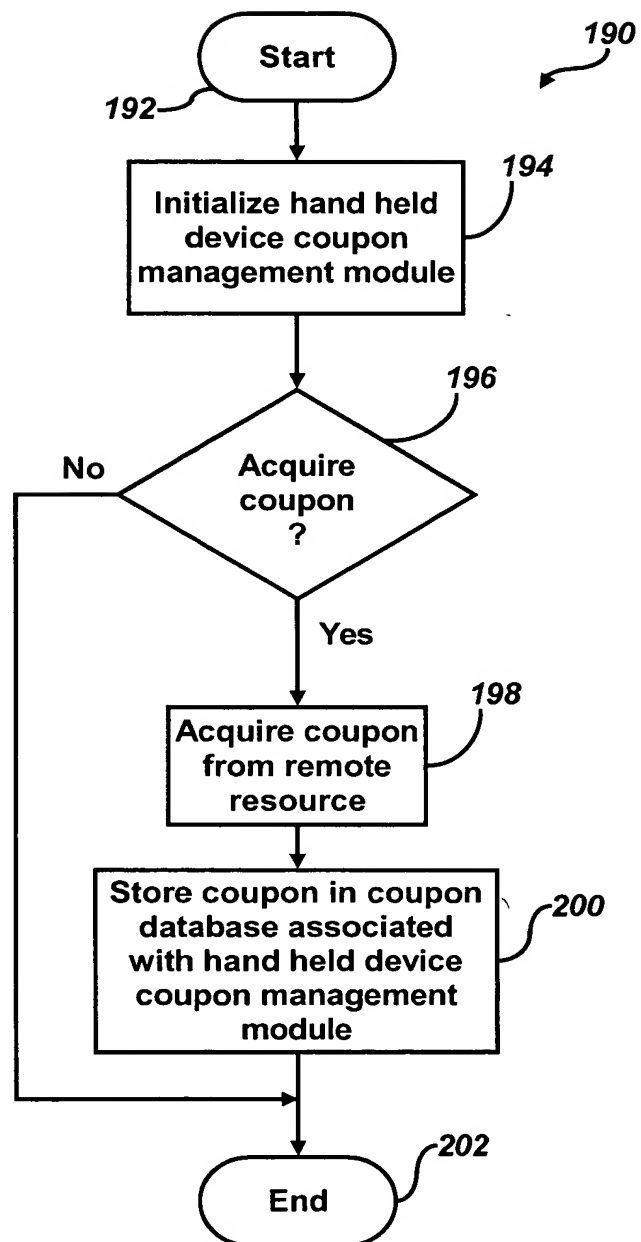 Start
190
192
194
Initialize hand held
device coupon
management module
196
No
Acquire
coupon
?
Yes
198
Acquire coupon
from remote
resource
Store coupon in coupon
database associated
with hand held device
coupon management
module
200
202
End